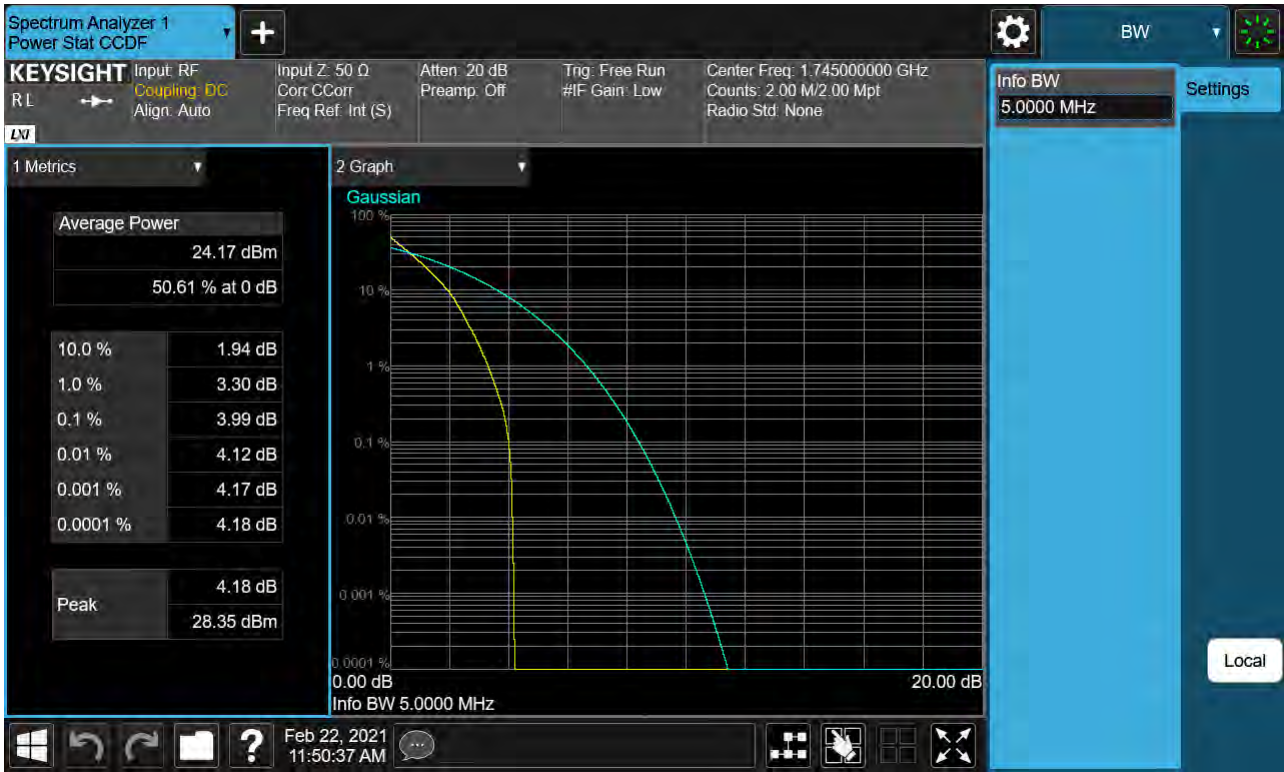 Spectrum Analyzer 1
Power Stat CCDF
BW
KEYSIGHT
RL
LXI
Input: RF
Coupling: DC
Align: Auto
Input Z: 50 Ω
Corr CCorr
Freq Ref: Int (S)
Atten: 20 dB
Preamp: Off
Trig: Free Run
#IF Gain: Low
Center Freq: 1.745000000 GHz
Counts: 2.00 M/2.00 Mpt
Radio Std: None
Info BW
5.0000 MHz
Settings
1 Metrics
Average Power
24.17 dBm
50.61 % at 0 dB
10.0 % 1.94 dB
1.0 % 3.30 dB
0.1 % 3.99 dB
0.01 % 4.12 dB
0.001 % 4.17 dB
0.0001 % 4.18 dB
Peak
4.18 dB
28.35 dBm
2 Graph
Gaussian
100 %
10 %
1 %
0.1 %
0.01 %
0.001 %
0.0001 %
0.00 dB 20.00 dB
Info BW 5.0000 MHz
Local
?
Feb 22, 2021
11:50:37 AM